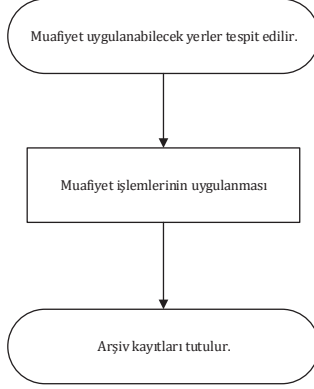 Muafiyet uygulanabilecek yerler tespit edilir.
Muafiyet işlemlerinin uygulanması
Arşiv kayıtları tutulur.